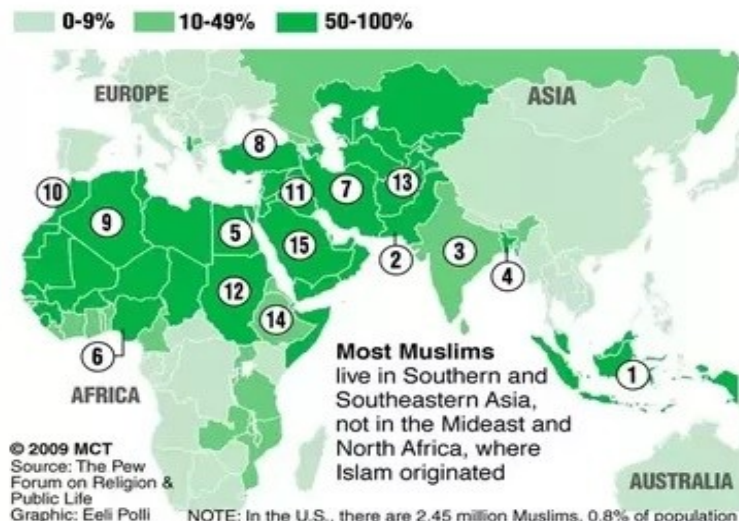 0-9% 10-49% 50-100%
EUROPE
ASIA
8
10
9
11
7
13
5
15
2
3
4
12
14
6
1
AFRICA
Most Muslims
live in Southern and
Southeastern Asia,
not in the Mideast and
North Africa, where
Islam originated
AUSTRALIA
© 2009 MCT
Source: The Pew
Forum on Religion &
Public Life
Graphic: Eeli Polli
NOTE: In the U.S., there are 2.45 million Muslims, 0.8% of population